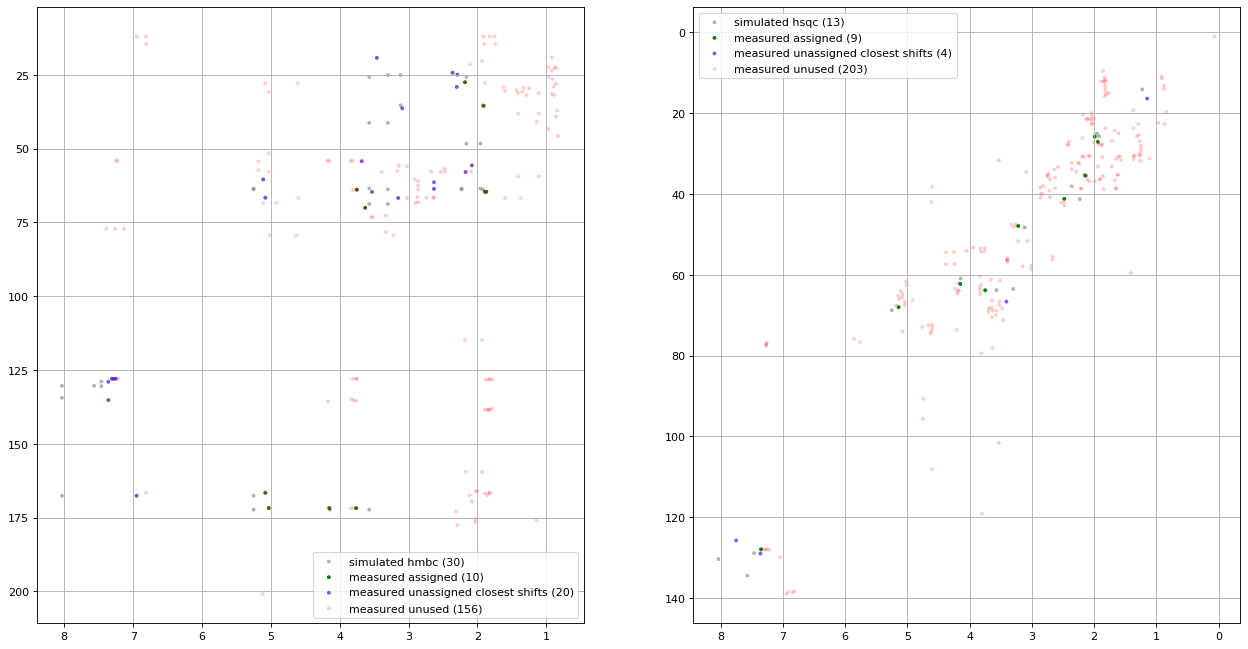 simulated hmbc (30)
measured assigned (10)
measured unassigned closest shifts (20)
measured unused (156)
25
50
75
100
125
150
175
200
8 7 6 5 4 3 2 1
simulated hsqc (13)
measured assigned (9)
measured unassigned closest shifts (4)
measured unused (203)
0
20
40
60
80
100
120
140
8 7 6 5 4 3 2 1 0